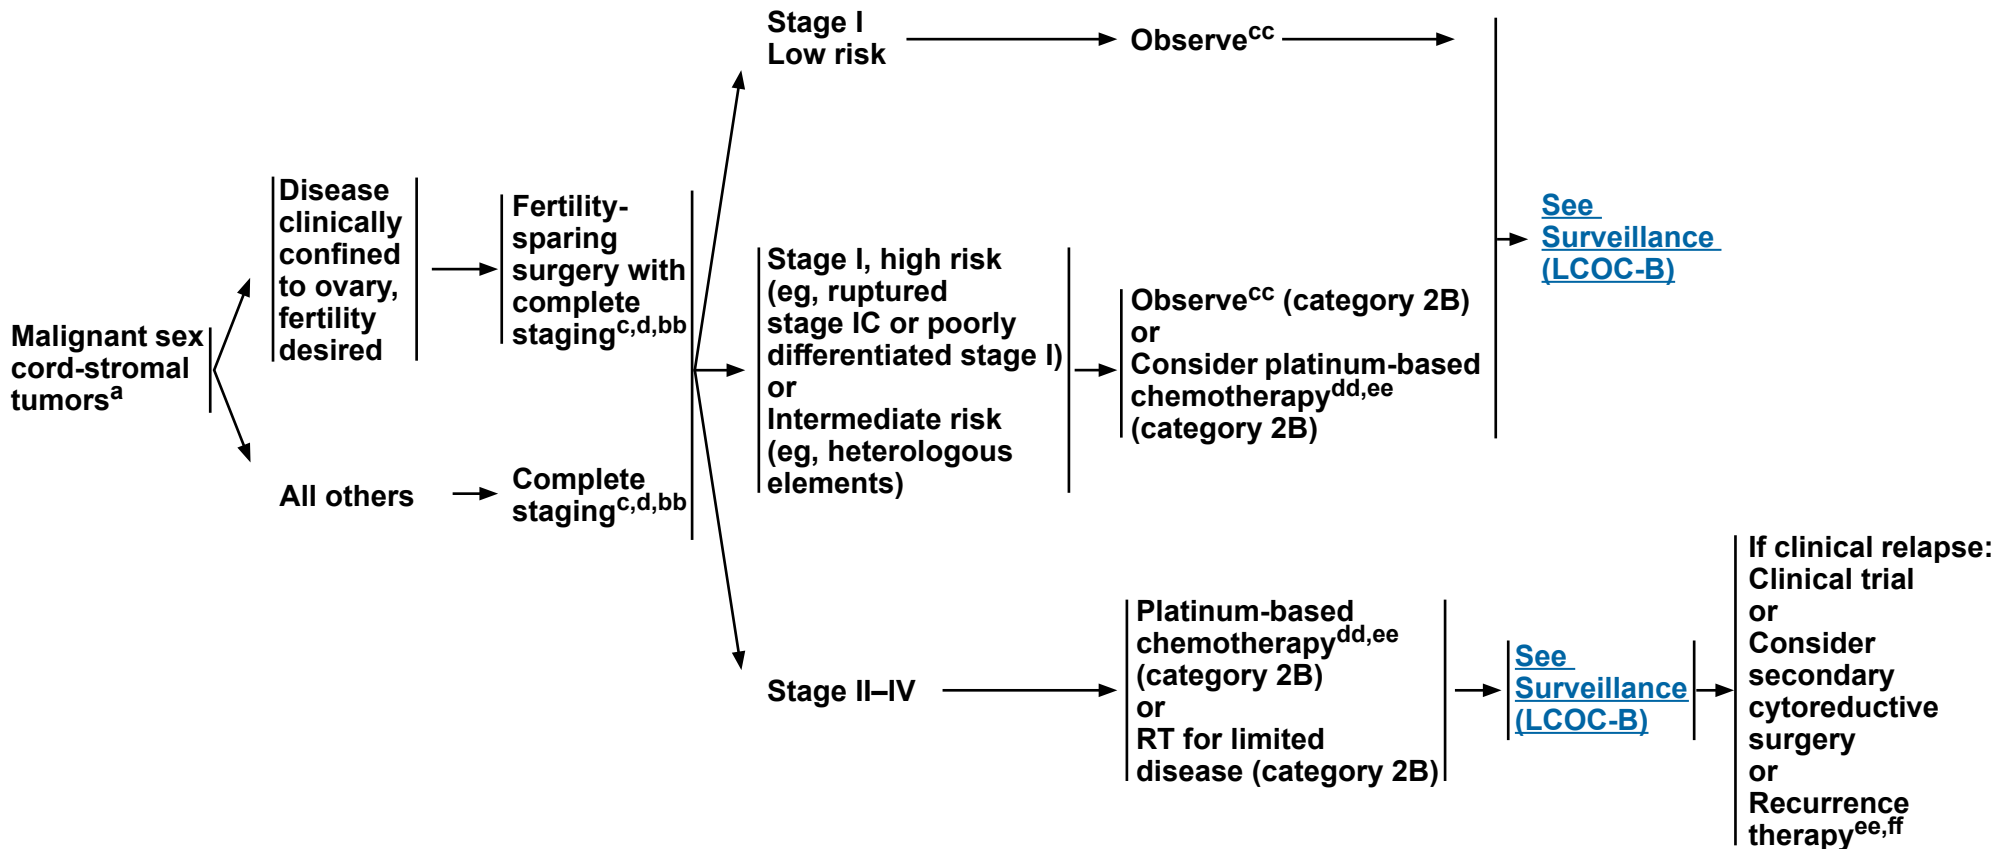 Malignant sex
cord-stromal
tumorsᵃ
Disease
clinically
confined
to ovary,
fertility
desired
All others
Fertility-
sparing
surgery with
complete
stagingc,d,bb
Complete
stagingc,d,bb
Stage I
Low risk
Observecc
Stage I, high risk
(eg, ruptured
stage IC or poorly
differentiated stage I)
or
Intermediate risk
(eg, heterologous
elements)
Observecc (category 2B)
or
Consider platinum-based
chemotherapydd,ee
(category 2B)
See
Surveillance
(LCOC-B)
Stage II–IV
Platinum-based
chemotherapydd,ee
(category 2B)
or
RT for limited
disease (category 2B)
See
Surveillance
(LCOC-B)
If clinical relapse:
Clinical trial
or
Consider
secondary
cytoreductive
surgery
or
Recurrence
therapyee,ff